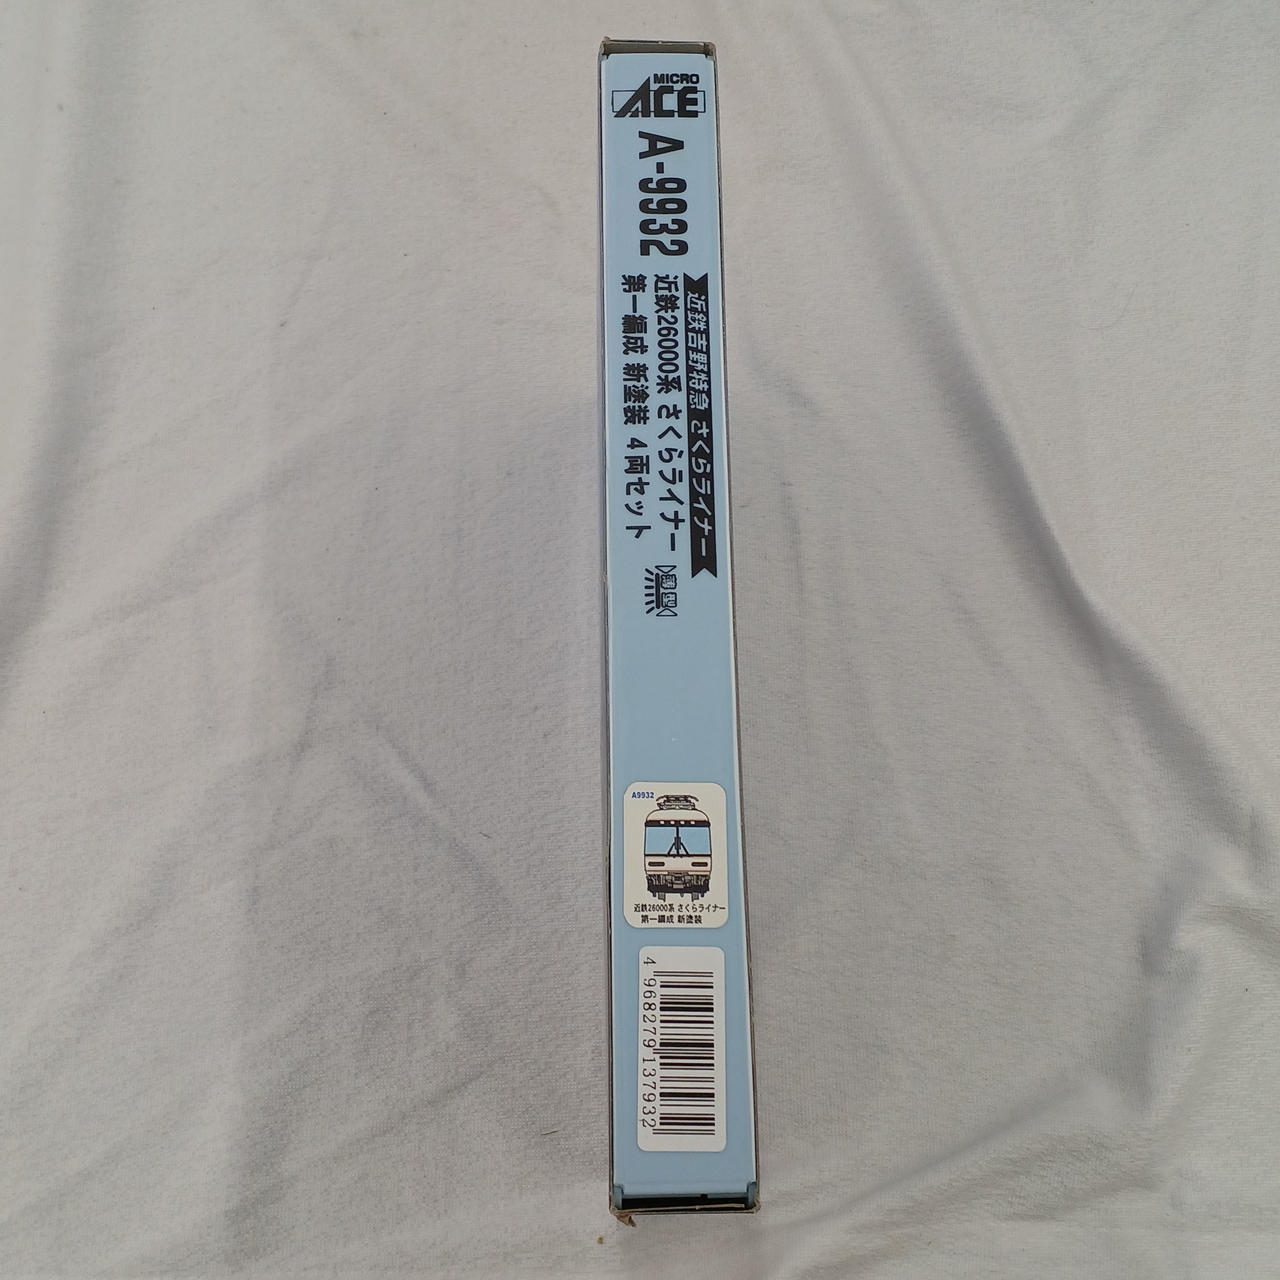 MICRO
ACE
A-9932
近鉄吉野特急 さくらライナー
近鉄26000系 さくらライナー
第一編成 新塗装 4両セット
薄型
A9932
近鉄26000系 さくらライナー
第一編成 新塗装
4 968279 137932